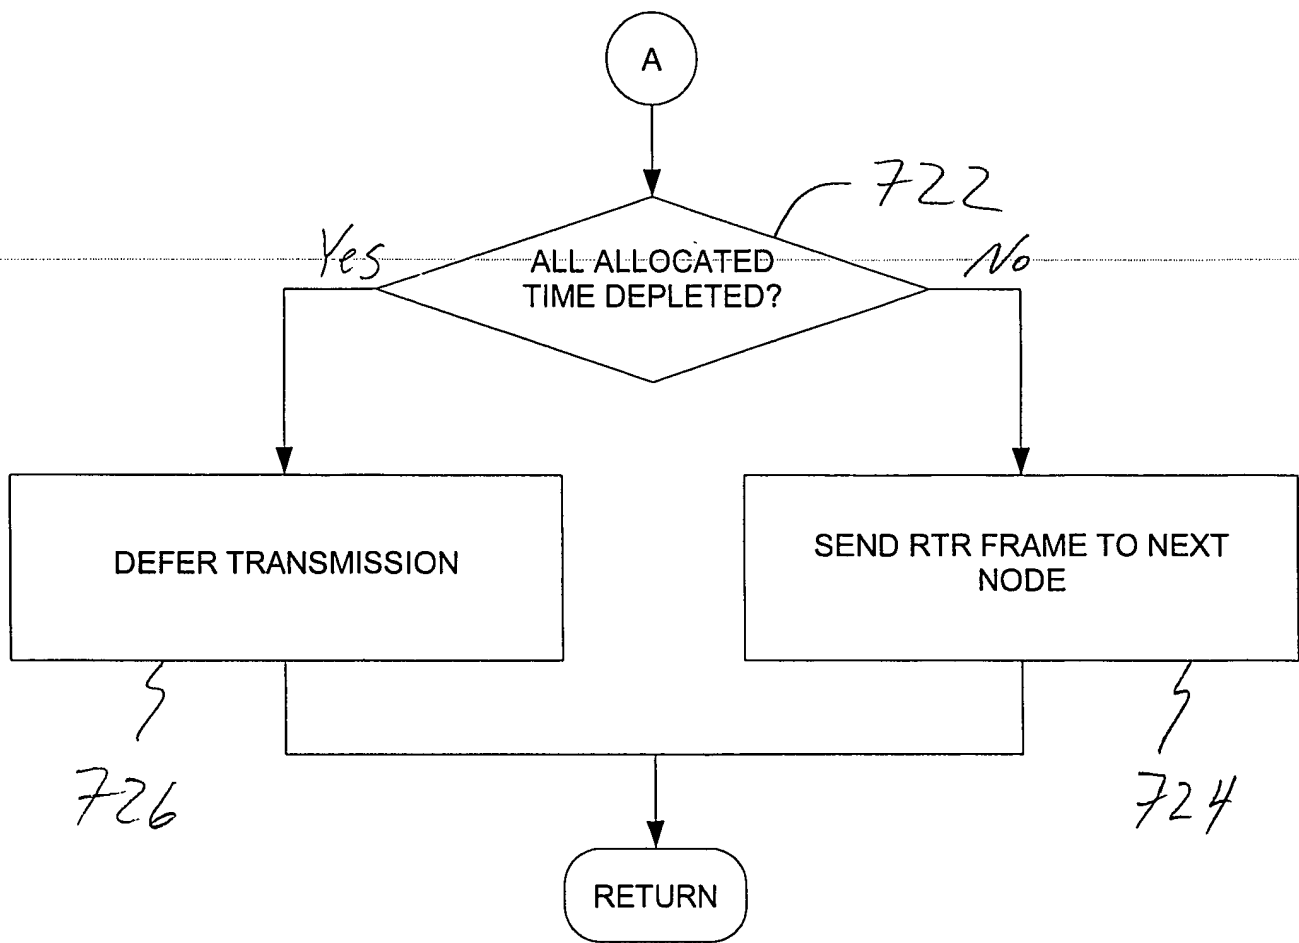 A
722
Yes
No
ALL ALLOCATED
TIME DEPLETED?
DEFER TRANSMISSION
SEND RTR FRAME TO NEXT
NODE
726
724
RETURN